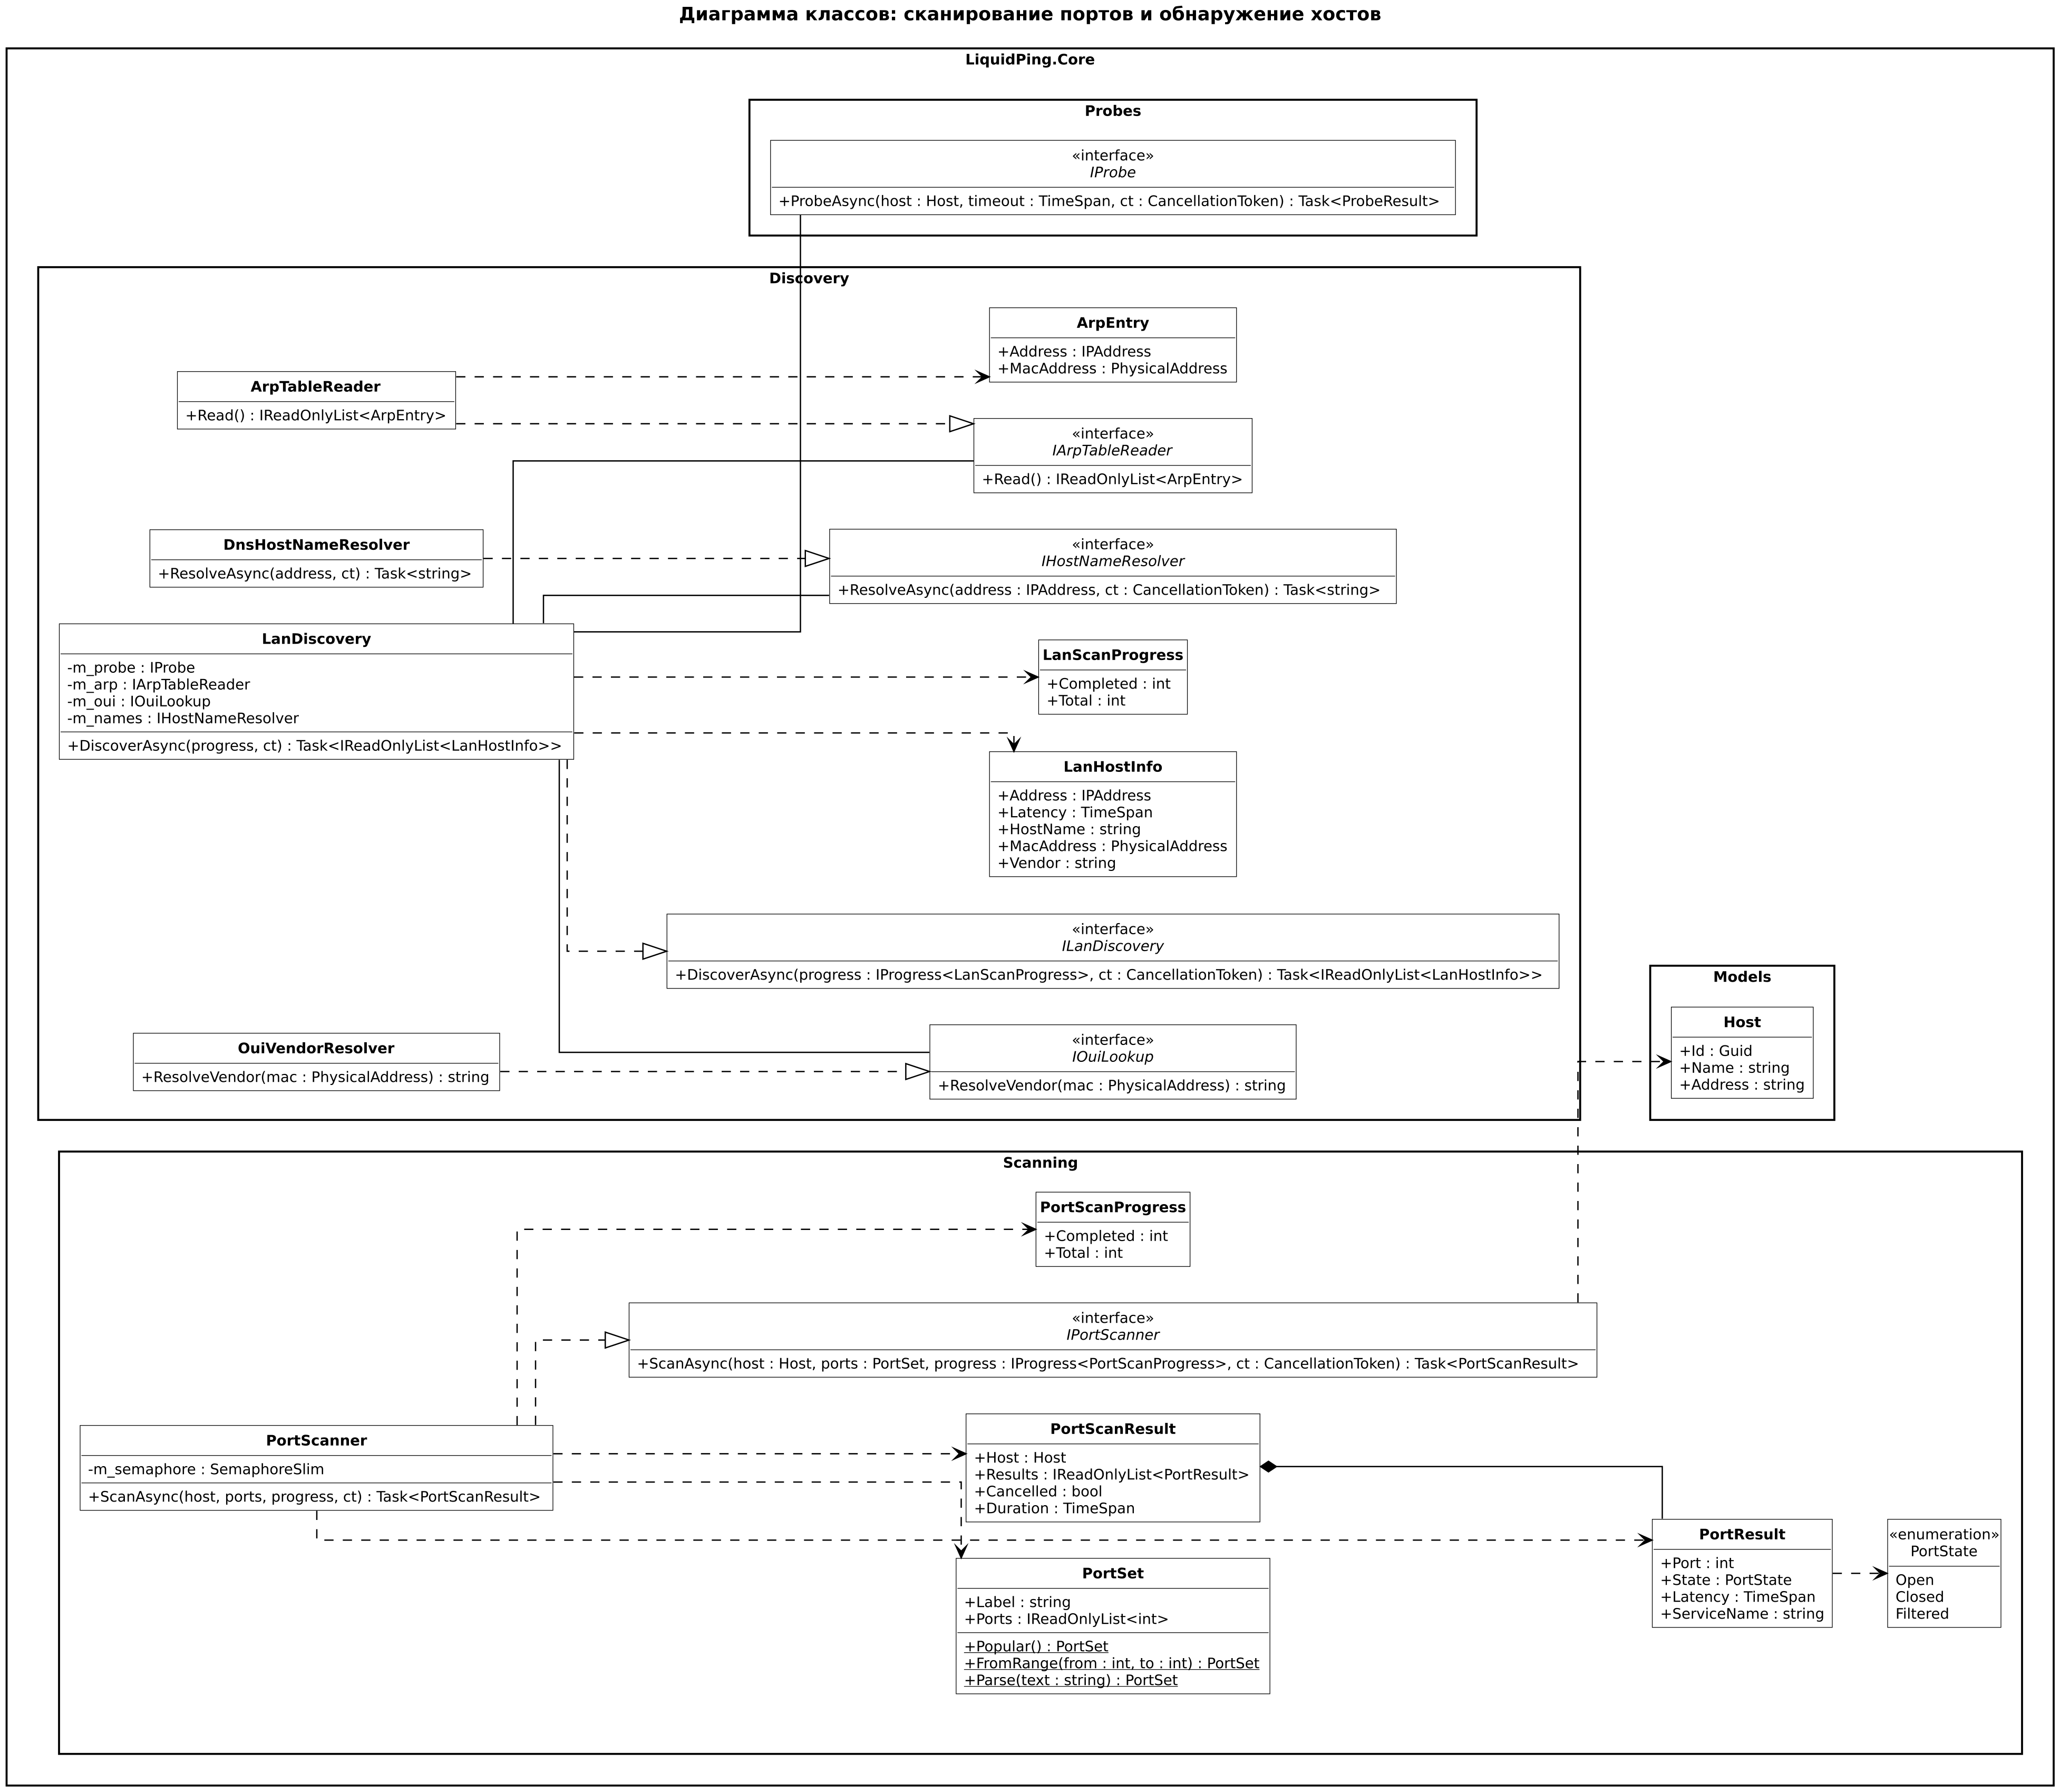 Диаграмма классов: сканирование портов и обнаружение хостов
LiquidPing.Core
Probes
«interface»
IProbe
+ProbeAsync(host : Host, timeout : TimeSpan, ct : CancellationToken) : Task<ProbeResult>
Discovery
ArpEntry
+Address : IPAddress
+MacAddress : PhysicalAddress
ArpTableReader
+Read() : IReadOnlyList<ArpEntry>
«interface»
IArpTableReader
+Read() : IReadOnlyList<ArpEntry>
DnsHostNameResolver
+ResolveAsync(address, ct) : Task<string>
«interface»
IHostNameResolver
+ResolveAsync(address : IPAddress, ct : CancellationToken) : Task<string>
LanDiscovery
-m_probe : IProbe
-m_arp : IArpTableReader
-m_oui : IOuiLookup
-m_names : IHostNameResolver
+DiscoverAsync(progress, ct) : Task<IReadOnlyList<LanHostInfo>>
LanScanProgress
+Completed : int
+Total : int
LanHostInfo
+Address : IPAddress
+Latency : TimeSpan
+HostName : string
+MacAddress : PhysicalAddress
+Vendor : string
«interface»
ILanDiscovery
+DiscoverAsync(progress : IProgress<LanScanProgress>, ct : CancellationToken) : Task<IReadOnlyList<LanHostInfo>>
OuiVendorResolver
+ResolveVendor(mac : PhysicalAddress) : string
«interface»
IOuiLookup
+ResolveVendor(mac : PhysicalAddress) : string
Models
Host
+Id : Guid
+Name : string
+Address : string
Scanning
PortScanProgress
+Completed : int
+Total : int
«interface»
IPortScanner
+ScanAsync(host : Host, ports : PortSet, progress : IProgress<PortScanProgress>, ct : CancellationToken) : Task<PortScanResult>
PortScanner
-m_semaphore : SemaphoreSlim
+ScanAsync(host, ports, progress, ct) : Task<PortScanResult>
PortScanResult
+Host : Host
+Results : IReadOnlyList<PortResult>
+Cancelled : bool
+Duration : TimeSpan
PortResult
+Port : int
+State : PortState
+Latency : TimeSpan
+ServiceName : string
«enumeration»
PortState
Open
Closed
Filtered
PortSet
+Label : string
+Ports : IReadOnlyList<int>
+Popular() : PortSet
+FromRange(from : int, to : int) : PortSet
+Parse(text : string) : PortSet